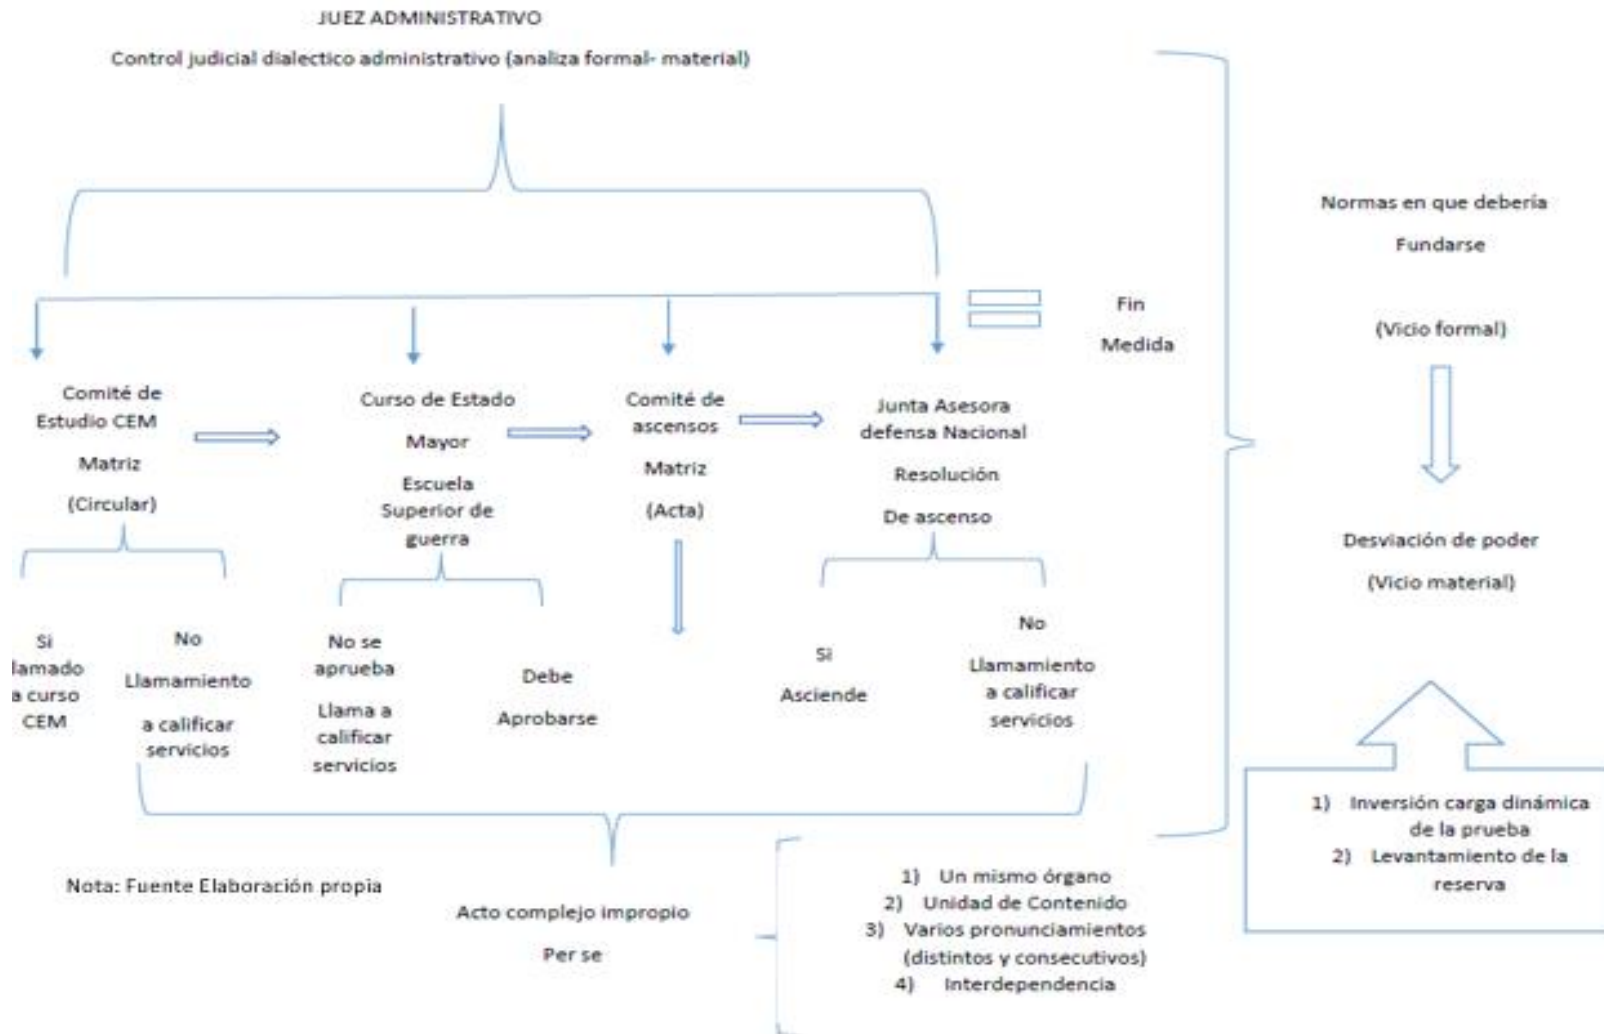 JUEZ ADMINISTRATIVO
Control judicial dialectico administrativo (analiza formal- material)
Normas en que debería
Fundarse
(Vicio formal)
Fin
Medida
Comité de
Estudio CEM
Matriz
(Circular)
Curso de Estado
Mayor
Escuela
Superior de
guerra
Comité de
ascensos
Matriz
(Acta)
Junta Asesora
defensa Nacional
Resolución
De ascenso
Desviación de poder
(Vicio material)
Si
lamado
a curso
CEM
No
Llamamiento
a calificar
servicios
No se
aprueba
Llama a
calificar
servicios
Debe
Aprobarse
Si
Asciende
No
Llamamiento
a calificar
servicios
1) Inversión carga dinámica
de la prueba
2) Levantamiento de la
reserva
Nota: Fuente Elaboración propia
Acto complejo impropio
Per se
1) Un mismo órgano
2) Unidad de Contenido
3) Varios pronunciamientos
(distintos y consecutivos)
4) Interdependencia